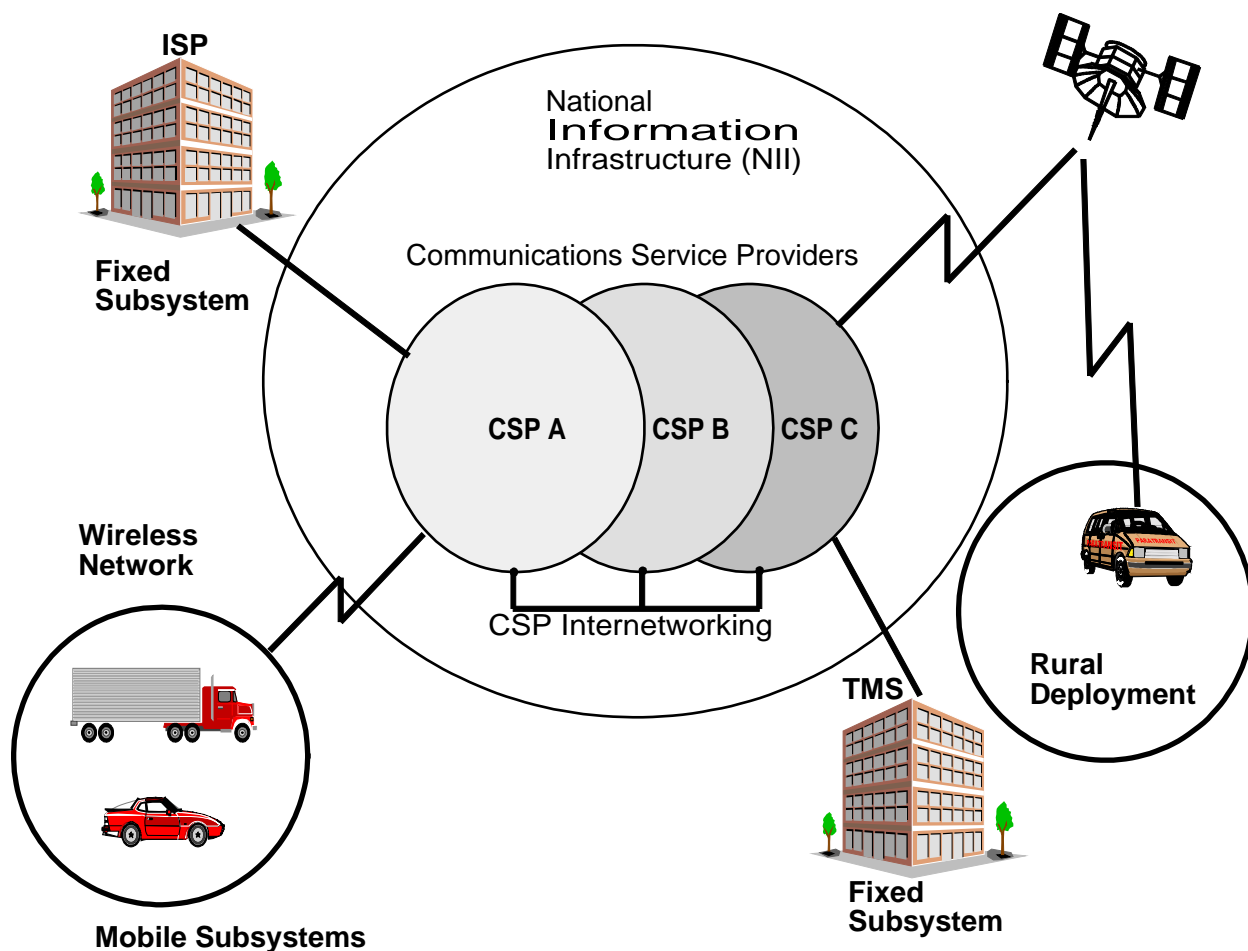 ISP
National
Information
Infrastructure (NII)
Fixed
Subsystem
Communications Service Providers
CSP A
CSP B
CSP C
Wireless
Network
CSP Internetworking
PARATRANSIT
Rural
Deployment
TMS
Fixed
Subsystem
Mobile Subsystems